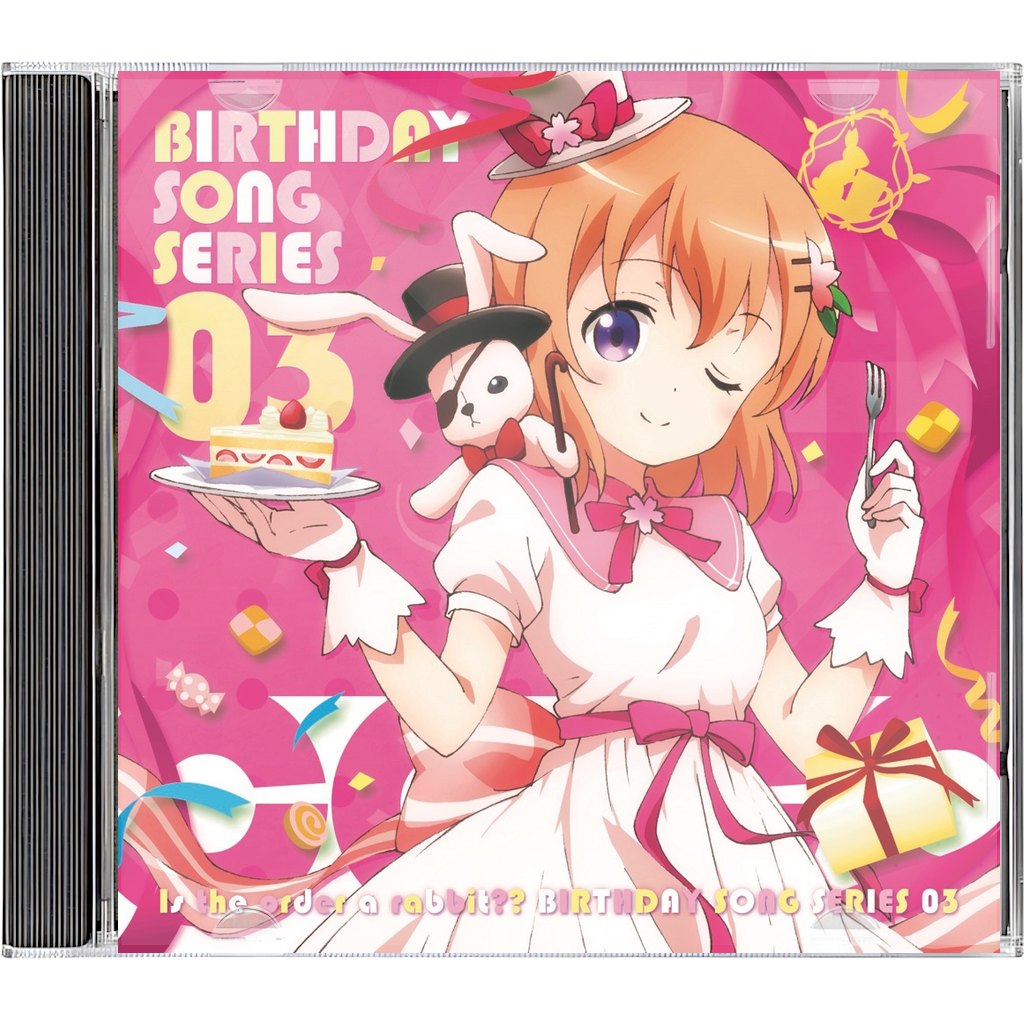 BIRTHDAY
SONG
SERIES
03
Is the order a rabbit?? BIRTHDAY SONG SERIES 03